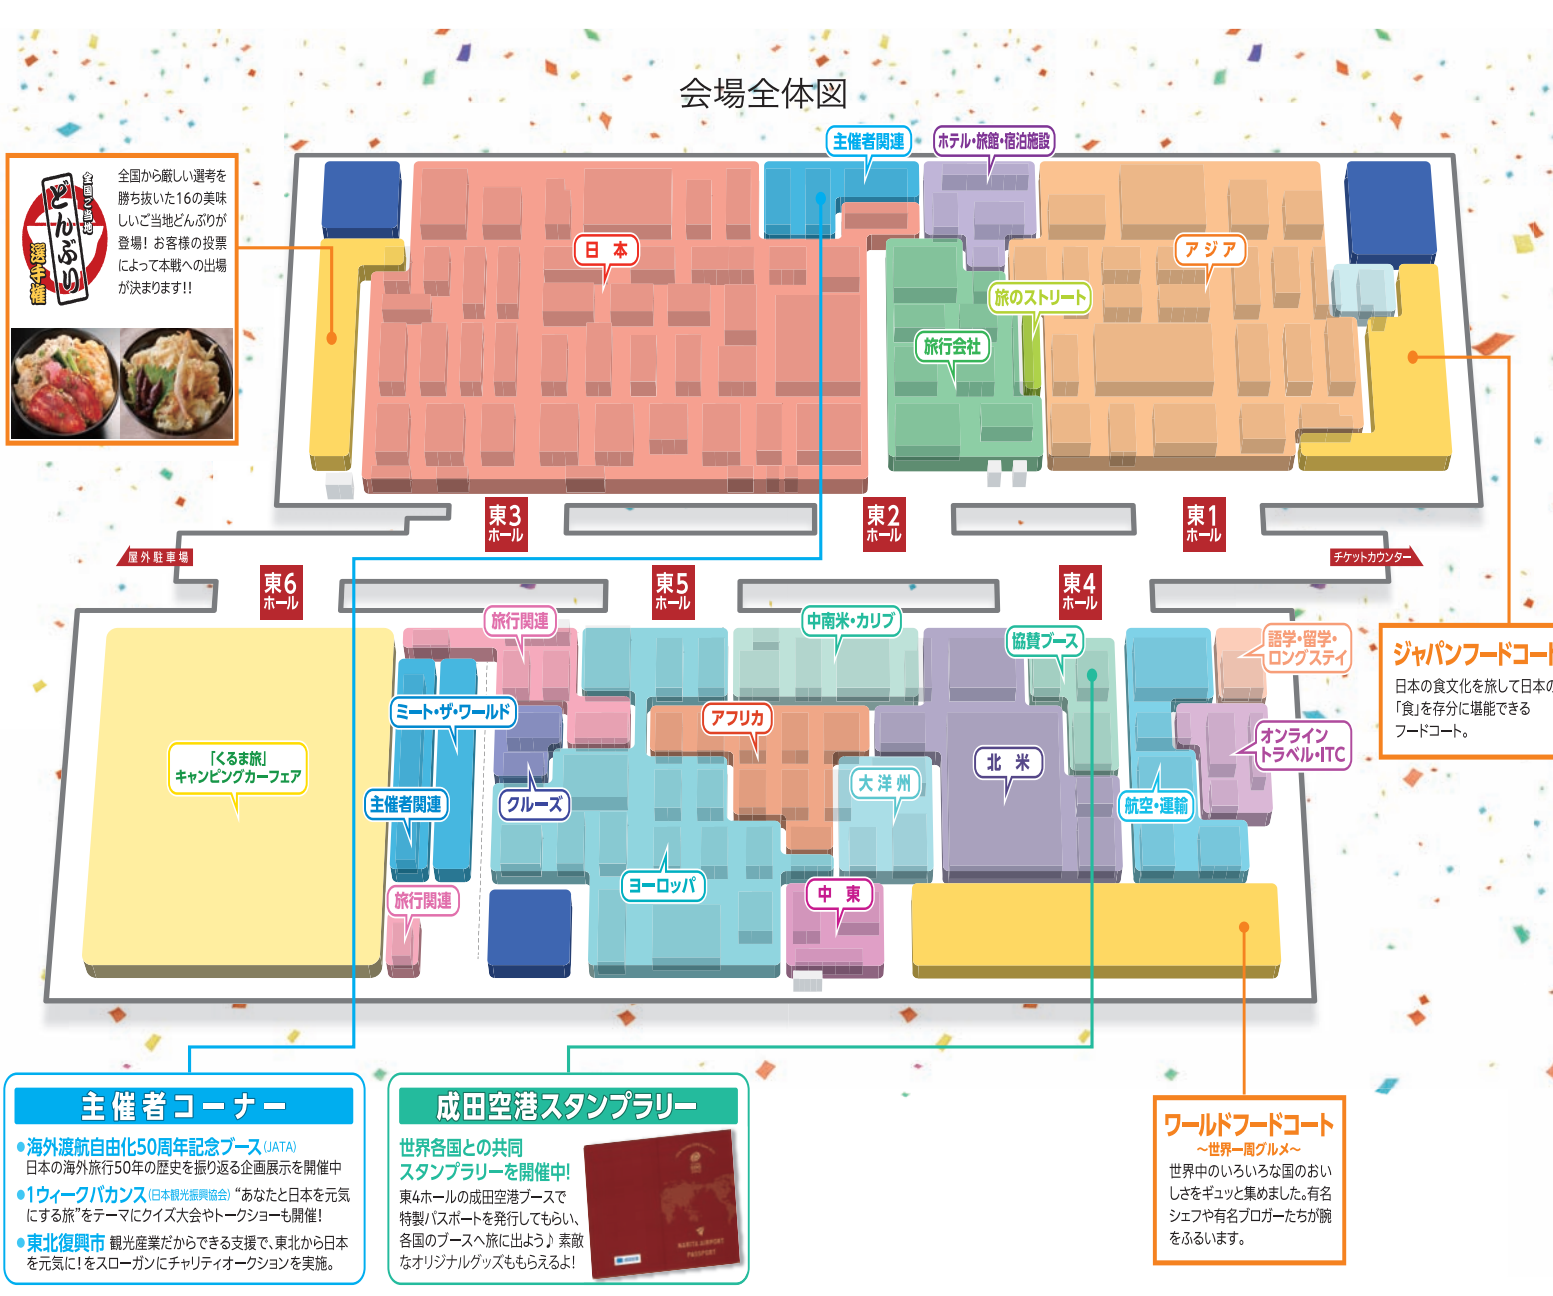 会場全体図
主催者関連
ホテル・旅館・宿泊施設
全国ご当地
どんぶり
選手権
全国から厳しい選考を
勝ち抜いた16の美味
しいご当地どんぶりが
登場！お客様の投票
によって本戦への出場
が決まります!!
日 本
アジア
旅のストリート
旅行会社
東3
ホール
東2
ホール
東1
ホール
屋外駐車場
チケットカウンター
東6
ホール
東5
ホール
東4
ホール
旅行関連
中南米・カリブ
協賛ブース
語学・留学・
ロングステイ
ジャパンフードコート
日本の食文化を旅して日本の
「食」を存分に堪能できる
フードコート。
ミート・ザ・ワールド
アフリカ
オンライン
トラベル・ITC
「くるま旅」
キャンピングカーフェア
北 米
大洋州
主催者関連
クルーズ
航空・運輸
ヨーロッパ
中 東
旅行関連
主催者コーナー
●海外渡航自由化50周年記念ブース(JATA)
日本の海外旅行50年の歴史を振り返る企画展示を開催中
●1ウィークバカンス(日本観光振興協会) “あなたと日本を元気
にする旅”をテーマにクイズ大会やトークショーも開催！
●東北復興市 観光産業だからできる支援で、東北から日本
を元気に！をスローガンにチャリティオークションを実施。
成田空港スタンプラリー
世界各国との共同
スタンプラリーを開催中!
東4ホールの成田空港ブースで
特製パスポートを発行してもらい、
各国のブースへ旅に出よう♪ 素敵
なオリジナルグッズももらえるよ!
NARITA AIRPORT
PASSPORT
ワールドフードコート
～世界一周グルメ～
世界中のいろいろな国のおい
しさをギュッと集めました。有名
シェフや有名ブロガーたちが腕
をふるいます。